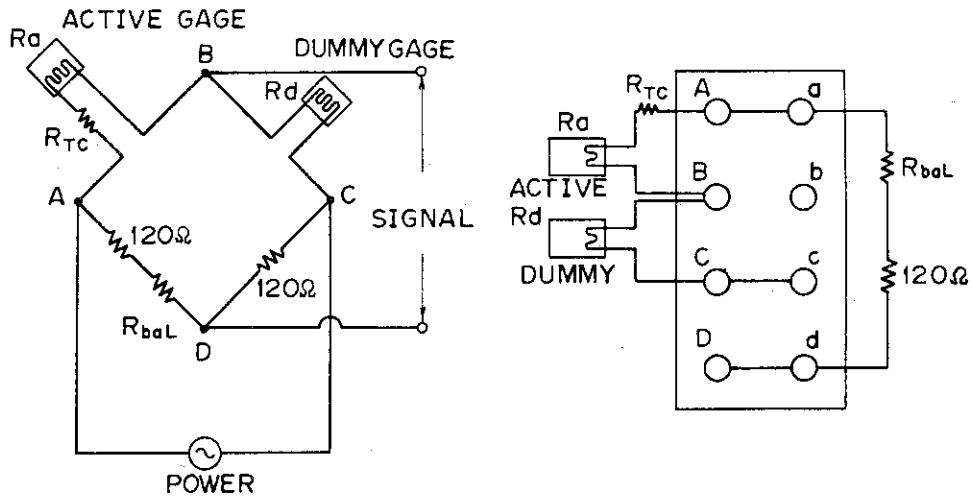 ACTIVE GAGE
Ra
B
DUMMY GAGE
Rd
RTC
A
C
SIGNAL
120Ω
120Ω
RbaL
D
POWER
RTC
A
a
Ra
RbaL
ACTIVE
B
b
Rd
DUMMY
C
c
120Ω
D
d